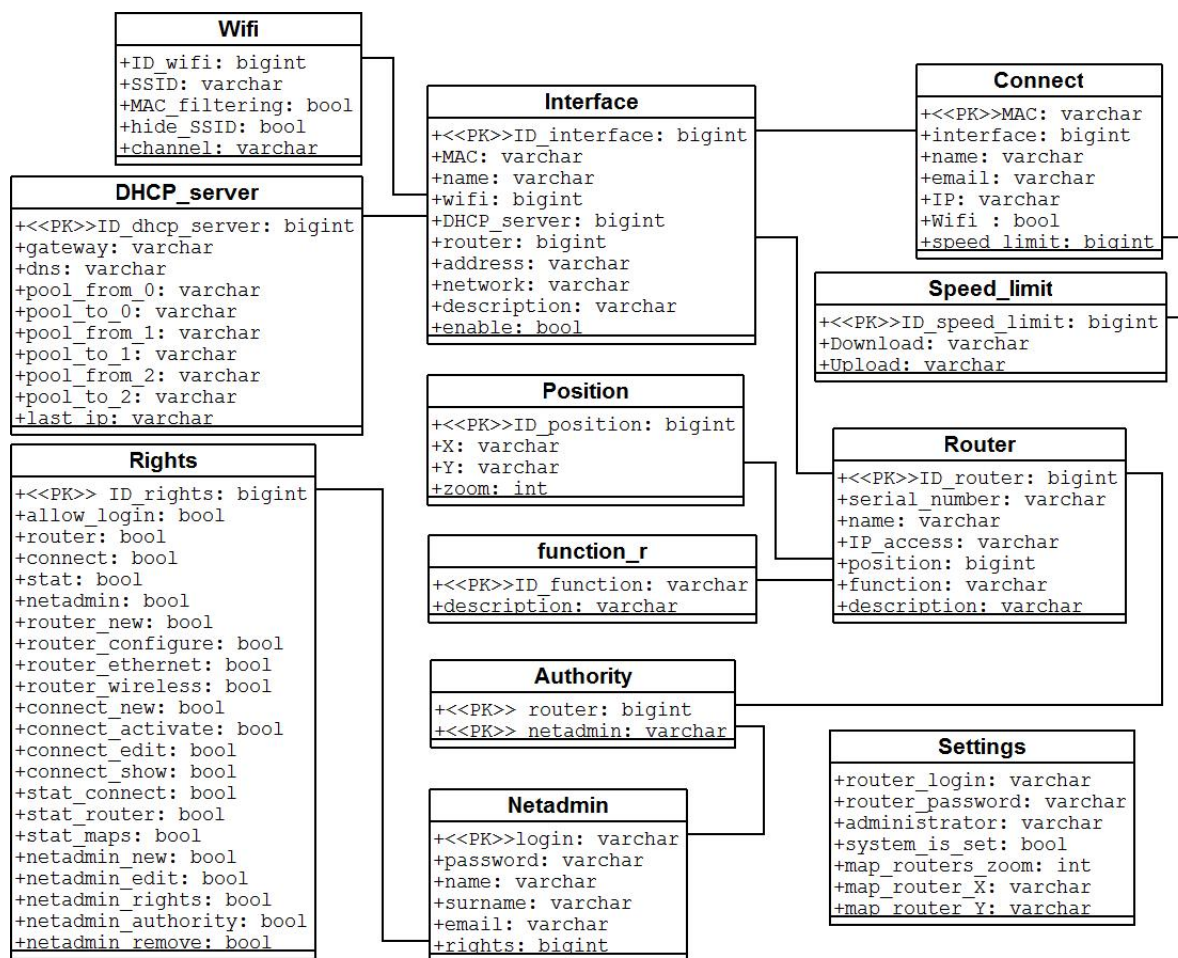 Wifi
+ID_wifi: bigint
+SSID: varchar
+MAC_filtering: bool
+hide_SSID: bool
+channel: varchar
DHCP_server
+<<PK>>ID_dhcp_server: bigint
+gateway: varchar
+dns: varchar
+pool_from_0: varchar
+pool_to_0: varchar
+pool_from_1: varchar
+pool_to_1: varchar
+pool_from_2: varchar
+pool_to_2: varchar
+last_ip: varchar
Rights
+<<PK>> ID_rights: bigint
+allow_login: bool
+router: bool
+connect: bool
+stat: bool
+netadmin: bool
+router_new: bool
+router_configure: bool
+router_ethernet: bool
+router_wireless: bool
+connect_new: bool
+connect_activate: bool
+connect_edit: bool
+connect_show: bool
+stat_connect: bool
+stat_router: bool
+stat_maps: bool
+netadmin_new: bool
+netadmin_edit: bool
+netadmin_rights: bool
+netadmin_authority: bool
+netadmin_remove: bool
Interface
+<<PK>>ID_interface: bigint
+MAC: varchar
+name: varchar
+wifi: bigint
+DHCP_server: bigint
+router: bigint
+address: varchar
+network: varchar
+description: varchar
+enable: bool
Position
+<<PK>>ID_position: bigint
+X: varchar
+Y: varchar
+zoom: int
function_r
+<<PK>>ID_function: varchar
+description: varchar
Authority
+<<PK>> router: bigint
+<<PK>> netadmin: varchar
Netadmin
+<<PK>>login: varchar
+password: varchar
+name: varchar
+surname: varchar
+email: varchar
+rights: bigint
Connect
+<<PK>>MAC: varchar
+interface: bigint
+name: varchar
+email: varchar
+IP: varchar
+Wifi : bool
+speed_limit: bigint
Speed_limit
+<<PK>>ID_speed_limit: bigint
+Download: varchar
+Upload: varchar
Router
+<<PK>>ID_router: bigint
+serial_number: varchar
+name: varchar
+IP_access: varchar
+position: bigint
+function: varchar
+description: varchar
Settings
+router_login: varchar
+router_password: varchar
+administrator: varchar
+system_is_set: bool
+map_routers_zoom: int
+map_router_X: varchar
+map_router_Y: varchar